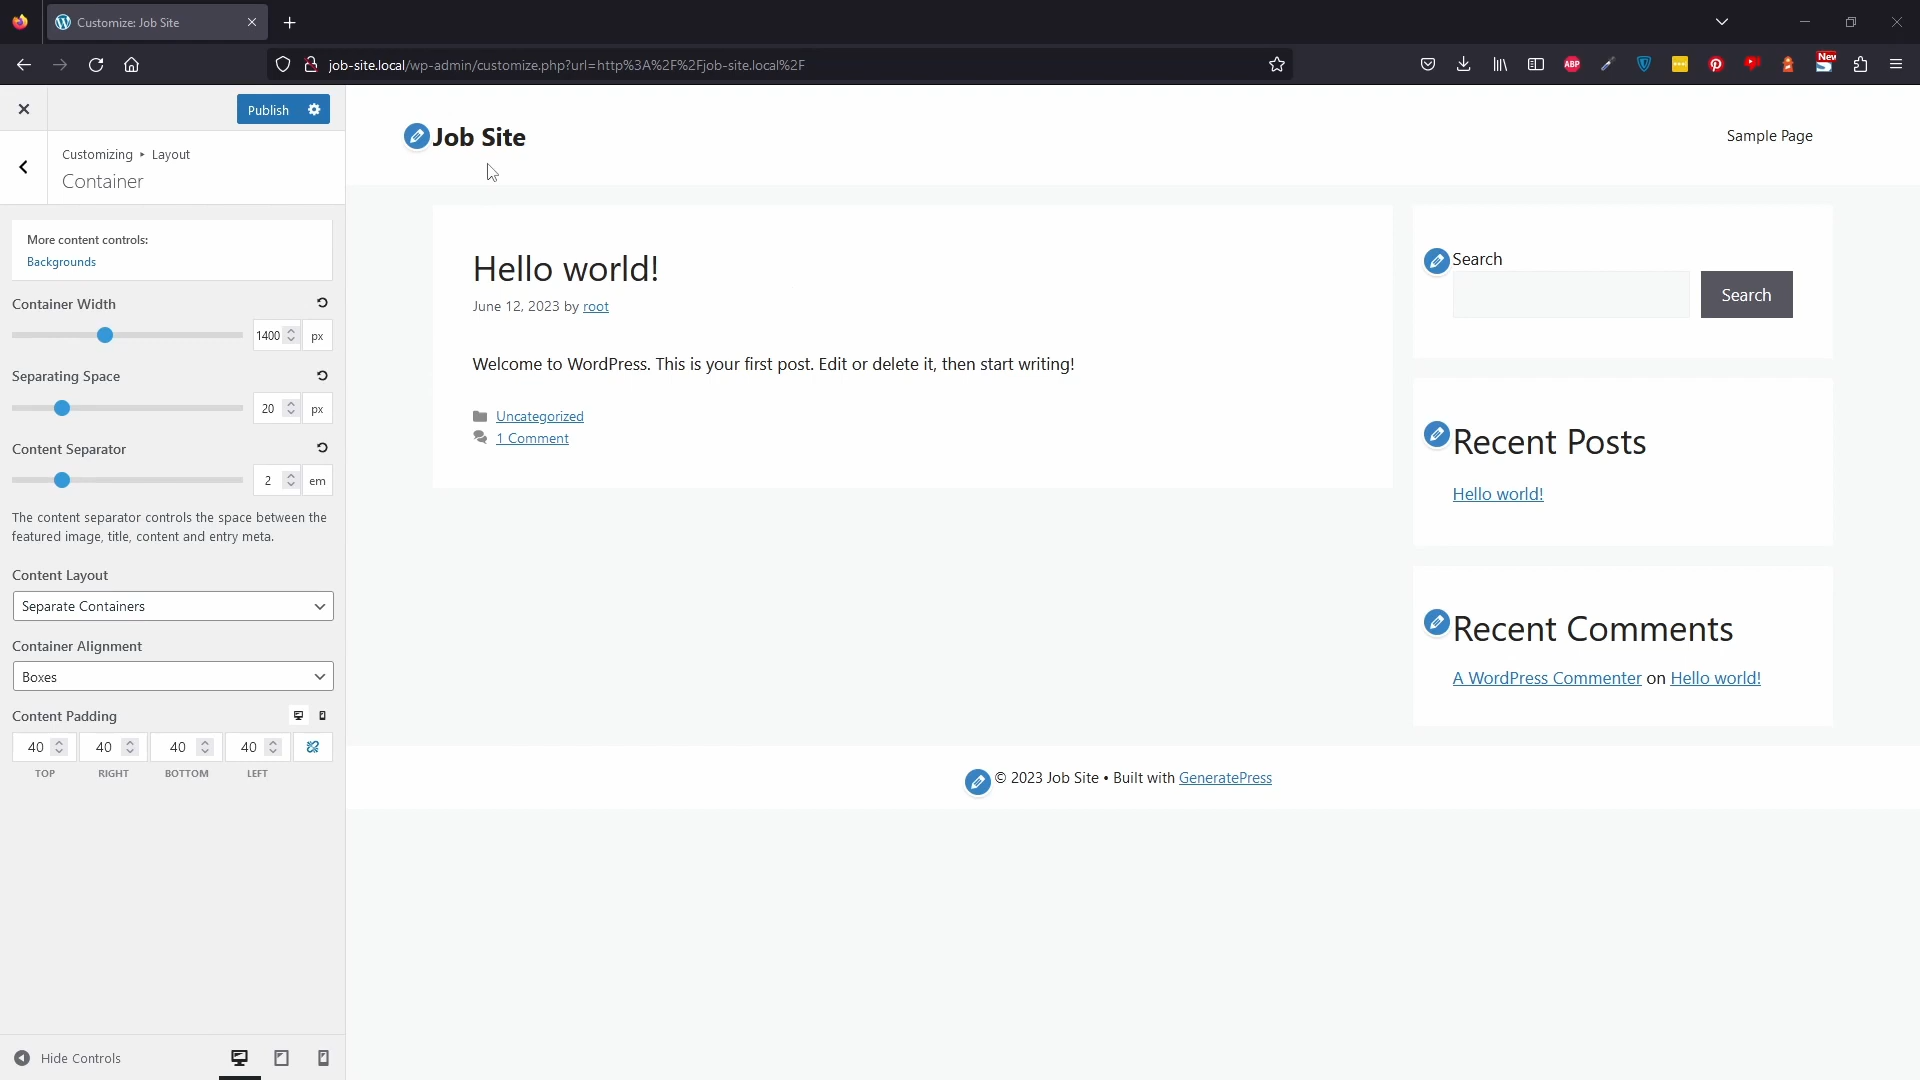 Customize: Job Site
job-site.local/wp-admin/customize.php?url=http%3A%2F%2Fjob-site.local%2F
ABP
New
Publish
Customizing ▸ Layout
Container
More content controls:
Backgrounds
Container Width
1400 px
Separating Space
20 px
Content Separator
2 em
The content separator controls the space between the
featured image, title, content and entry meta.
Content Layout
Separate Containers
Container Alignment
Boxes
Content Padding
40 40 40 40
TOP RIGHT BOTTOM LEFT
Hide Controls
Job Site
Sample Page
Hello world!
June 12, 2023 by root
Welcome to WordPress. This is your first post. Edit or delete it, then start writing!
Uncategorized
1 Comment
Search
Search
Recent Posts
Hello world!
Recent Comments
A WordPress Commenter on Hello world!
© 2023 Job Site • Built with GeneratePress